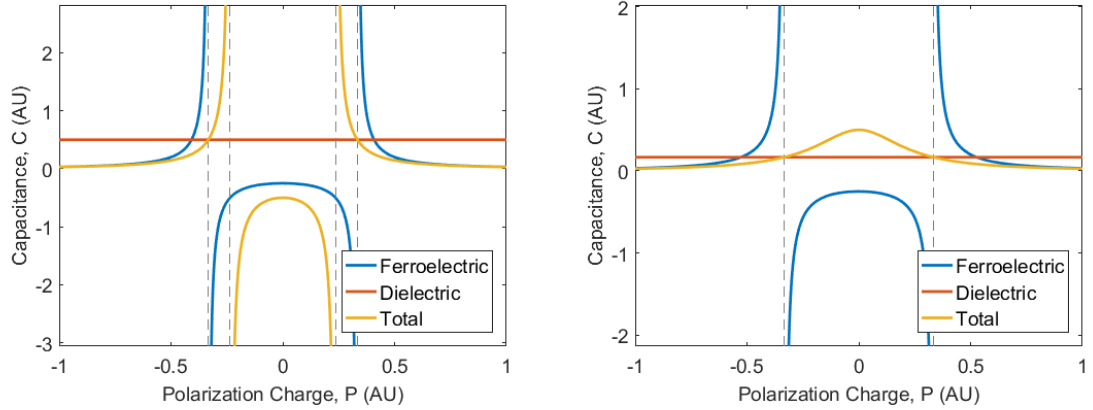 2
1
0
-1
-2
-3
-1
-0.5
0
0.5
1
Capacitance, C (AU)
Polarization Charge, P (AU)
Ferroelectric
Dielectric
Total
2
1
0
-1
-2
-1
-0.5
0
0.5
1
Capacitance, C (AU)
Polarization Charge, P (AU)
Ferroelectric
Dielectric
Total